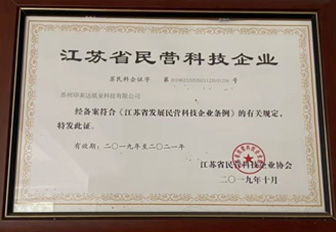 江苏省民营科技企业
苏民科企证字 第 号
苏州印象达纸业科技有限公司
经备案符合《江苏省发展民营科技企业条例》的有关规定，
特发此证。
有效期：二〇一九年至二〇二一年
江苏省民营科技企业协会
二〇一九年十月